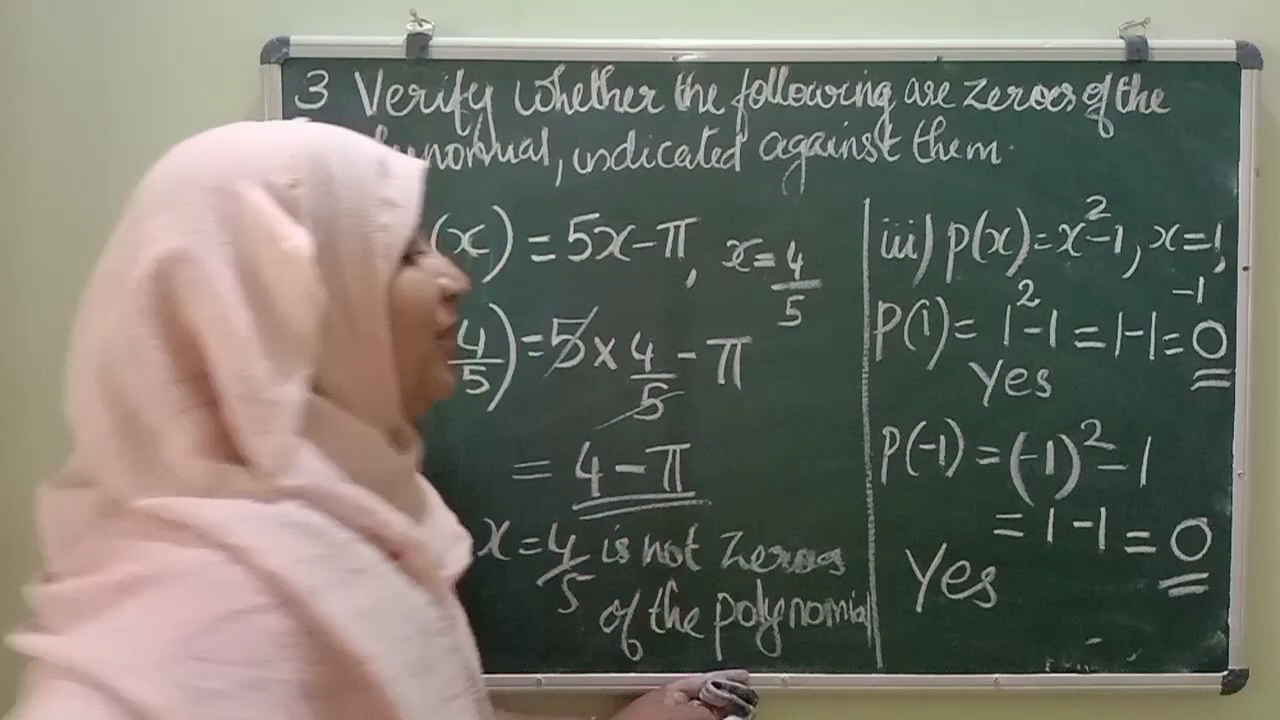 3 Verify whether the following are zeroes of the
, indicated against them.
(x) = 5x - π, x = 4/5
4/5) = 5 × 4/5 - π
= 4 - π
x = 4/5 is not zeroes
of the polynomial
iii) p(x) = x² - 1, x = 1,
-1
P(1) = 1² - 1 = 1 - 1 = 0
Yes
P(-1) = (-1)² - 1
= 1 - 1 = 0
Yes